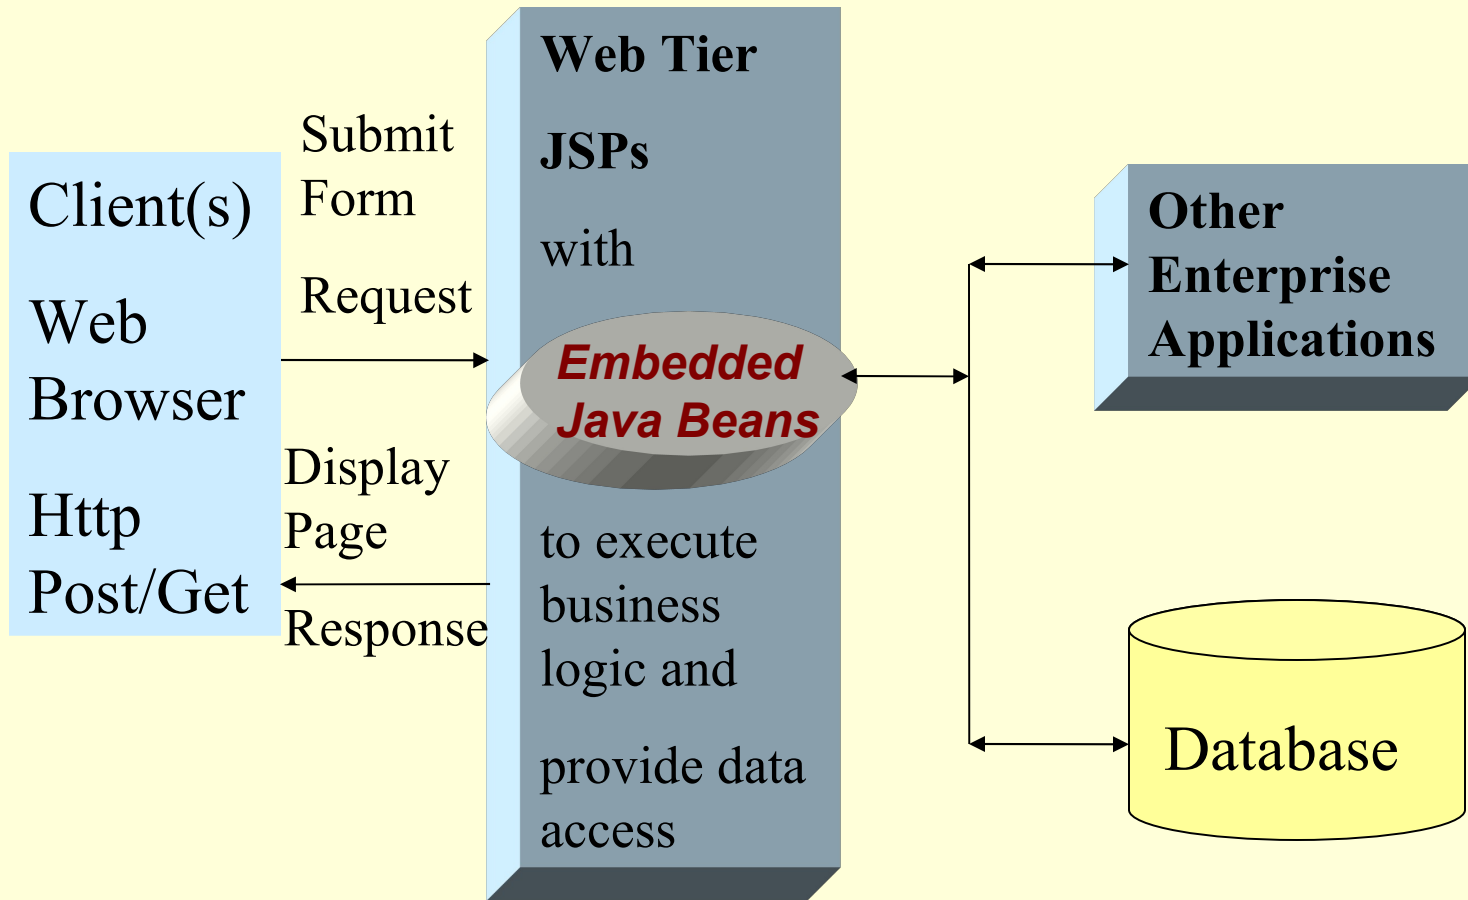 Client(s)
Web
Browser
Http
Post/Get
Submit
Form
Request
Display
Page
Response
Web Tier
JSPs
with
Embedded
Java Beans
to execute
business
logic and
provide data
access
Other
Enterprise
Applications
Database